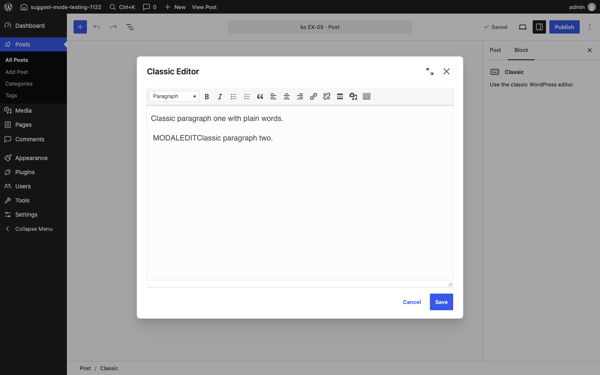 suggest-mode-testing-1122
Ctrl+K
0
New
View Post
admin
Dashboard
Posts
All Posts
Add Post
Categories
Tags
Media
Pages
Comments
Appearance
Plugins
Users
Tools
Settings
Collapse Menu
ko EX-05 · Post
Saved
Publish
Post
Block
Classic
Use the classic WordPress editor.
Classic Editor
Paragraph
Classic paragraph one with plain words.
MODALEDITClassic paragraph two.
Cancel
Save
Post / Classic